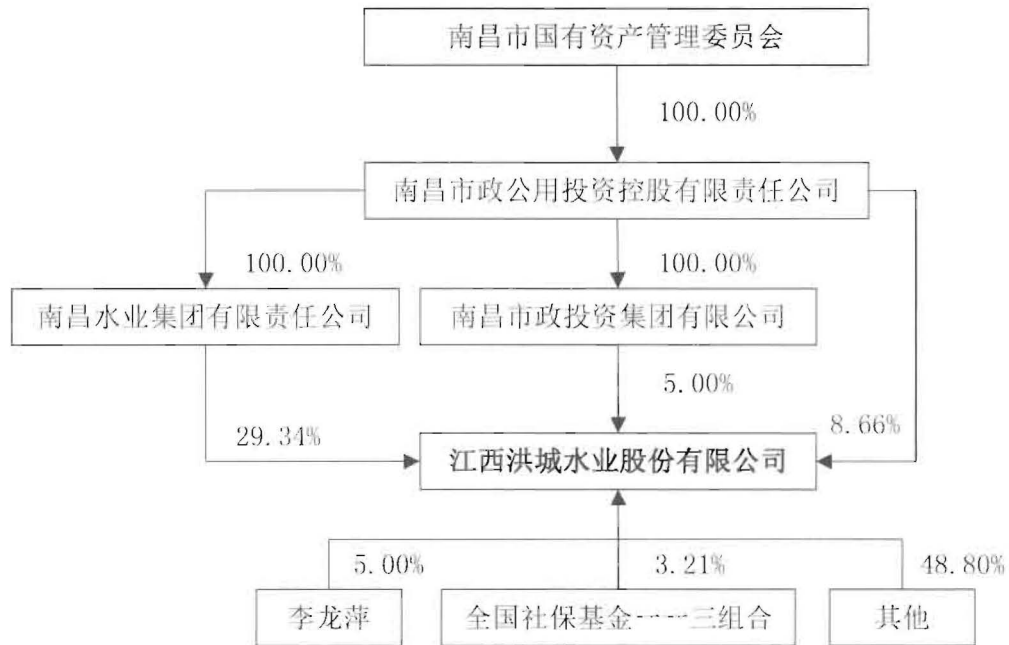 南昌市国有资产管理委员会
100.00%
南昌市政公用投资控股有限责任公司
100.00%
100.00%
南昌水业集团有限责任公司
南昌市政投资集团有限公司
5.00%
29.34%
8.66%
江西洪城水业股份有限公司
5.00%
3.21%
48.80%
李龙萍
全国社保基金一一三组合
其他